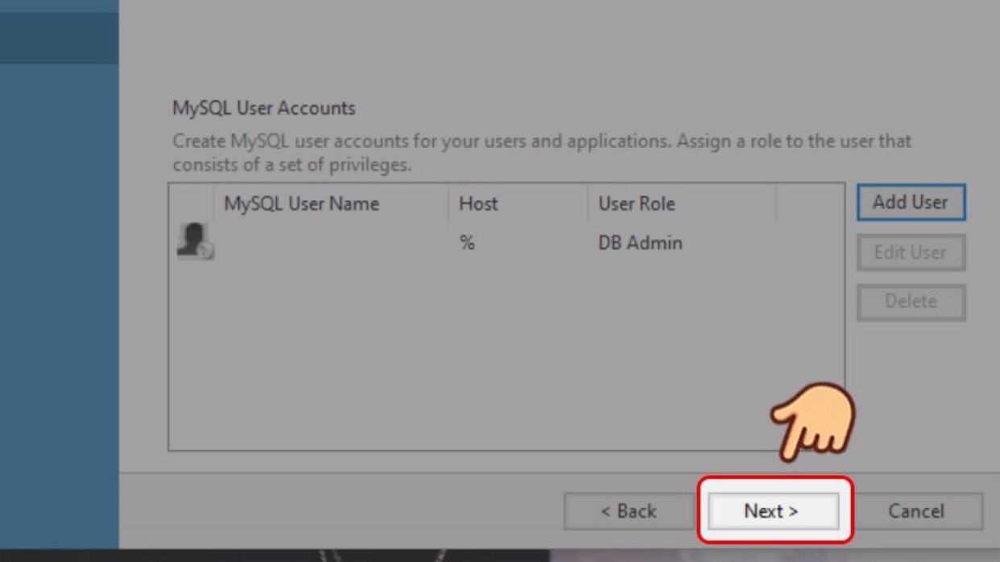 MySQL User Accounts
Create MySQL user accounts for your users and applications. Assign a role to the user that
consists of a set of privileges.
MySQL User Name Host User Role
% DB Admin
Add User
Edit User
Delete
< Back Next > Cancel